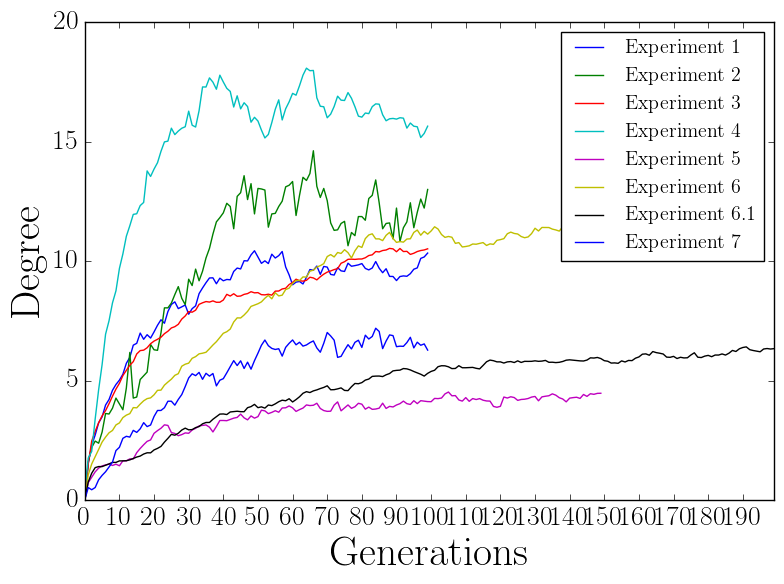 20
15
10
5
0
Degree
Experiment 1
Experiment 2
Experiment 3
Experiment 4
Experiment 5
Experiment 6
Experiment 6.1
Experiment 7
0 10 20 30 40 50 60 70 80 90 100 110 120 130 140 150 160 170 180 190
Generations